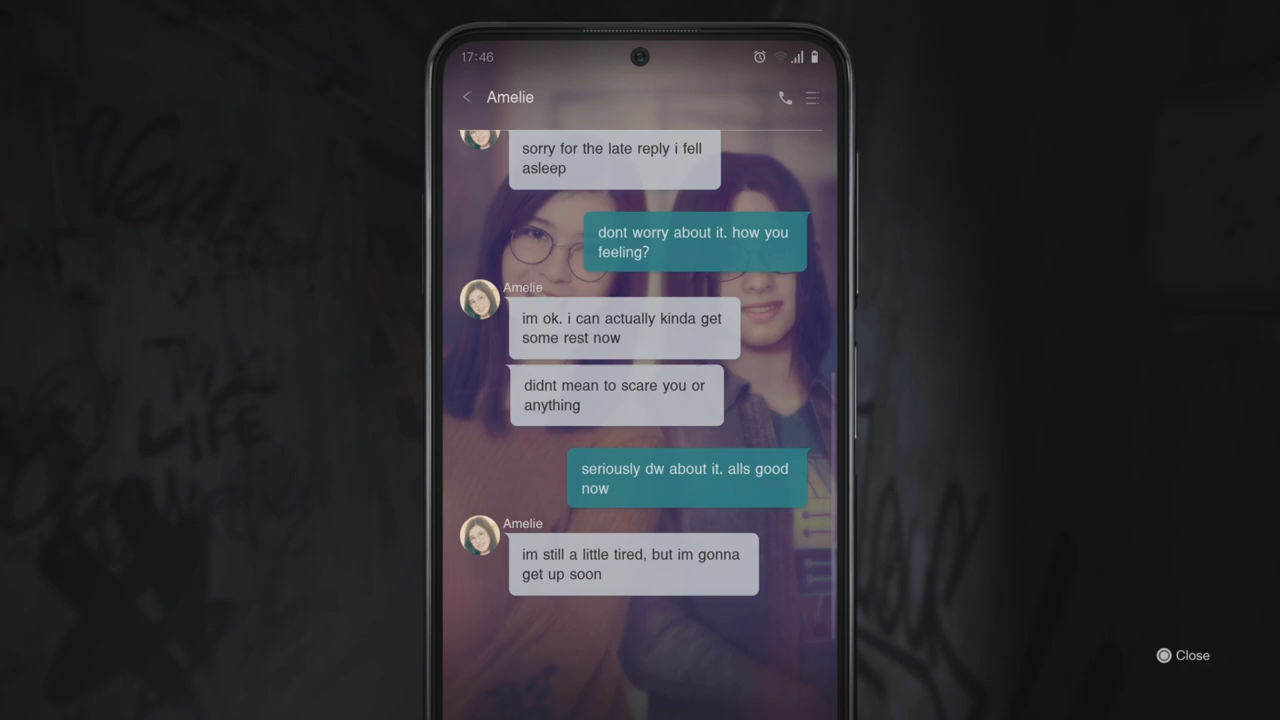 17:46
Amelie
sorry for the late reply i fell
asleep
dont worry about it. how you
feeling?
Amelie
im ok. i can actually kinda get
some rest now
didnt mean to scare you or
anything
seriously dw about it. alls good
now
Amelie
im still a little tired, but im gonna
get up soon
LIFE
Close